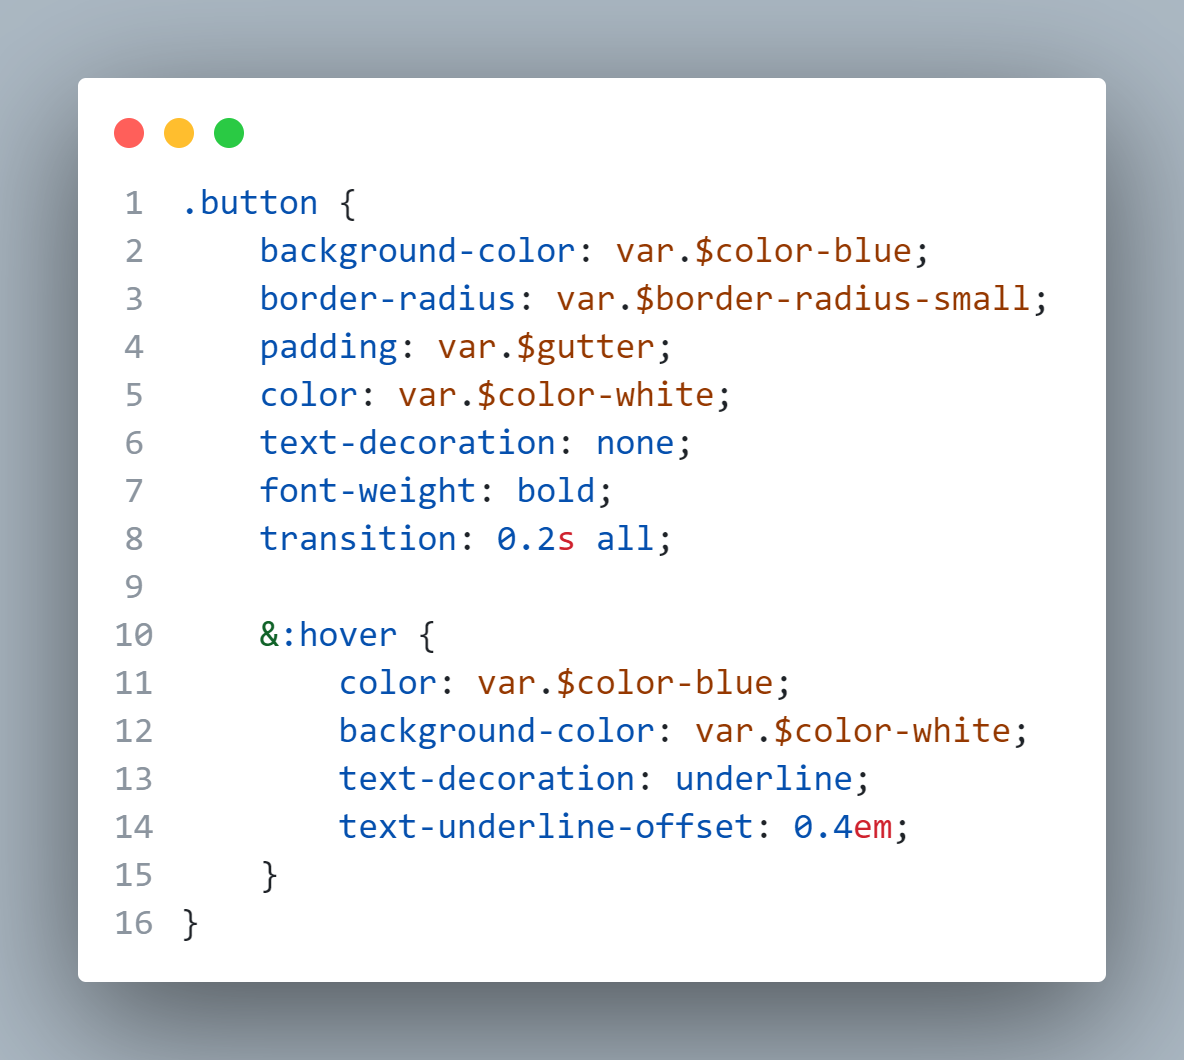 1 .button {
2     background-color: var.$color-blue;
3     border-radius: var.$border-radius-small;
4     padding: var.$gutter;
5     color: var.$color-white;
6     text-decoration: none;
7     font-weight: bold;
8     transition: 0.2s all;
9
10     &:hover {
11         color: var.$color-blue;
12         background-color: var.$color-white;
13         text-decoration: underline;
14         text-underline-offset: 0.4em;
15     }
16 }